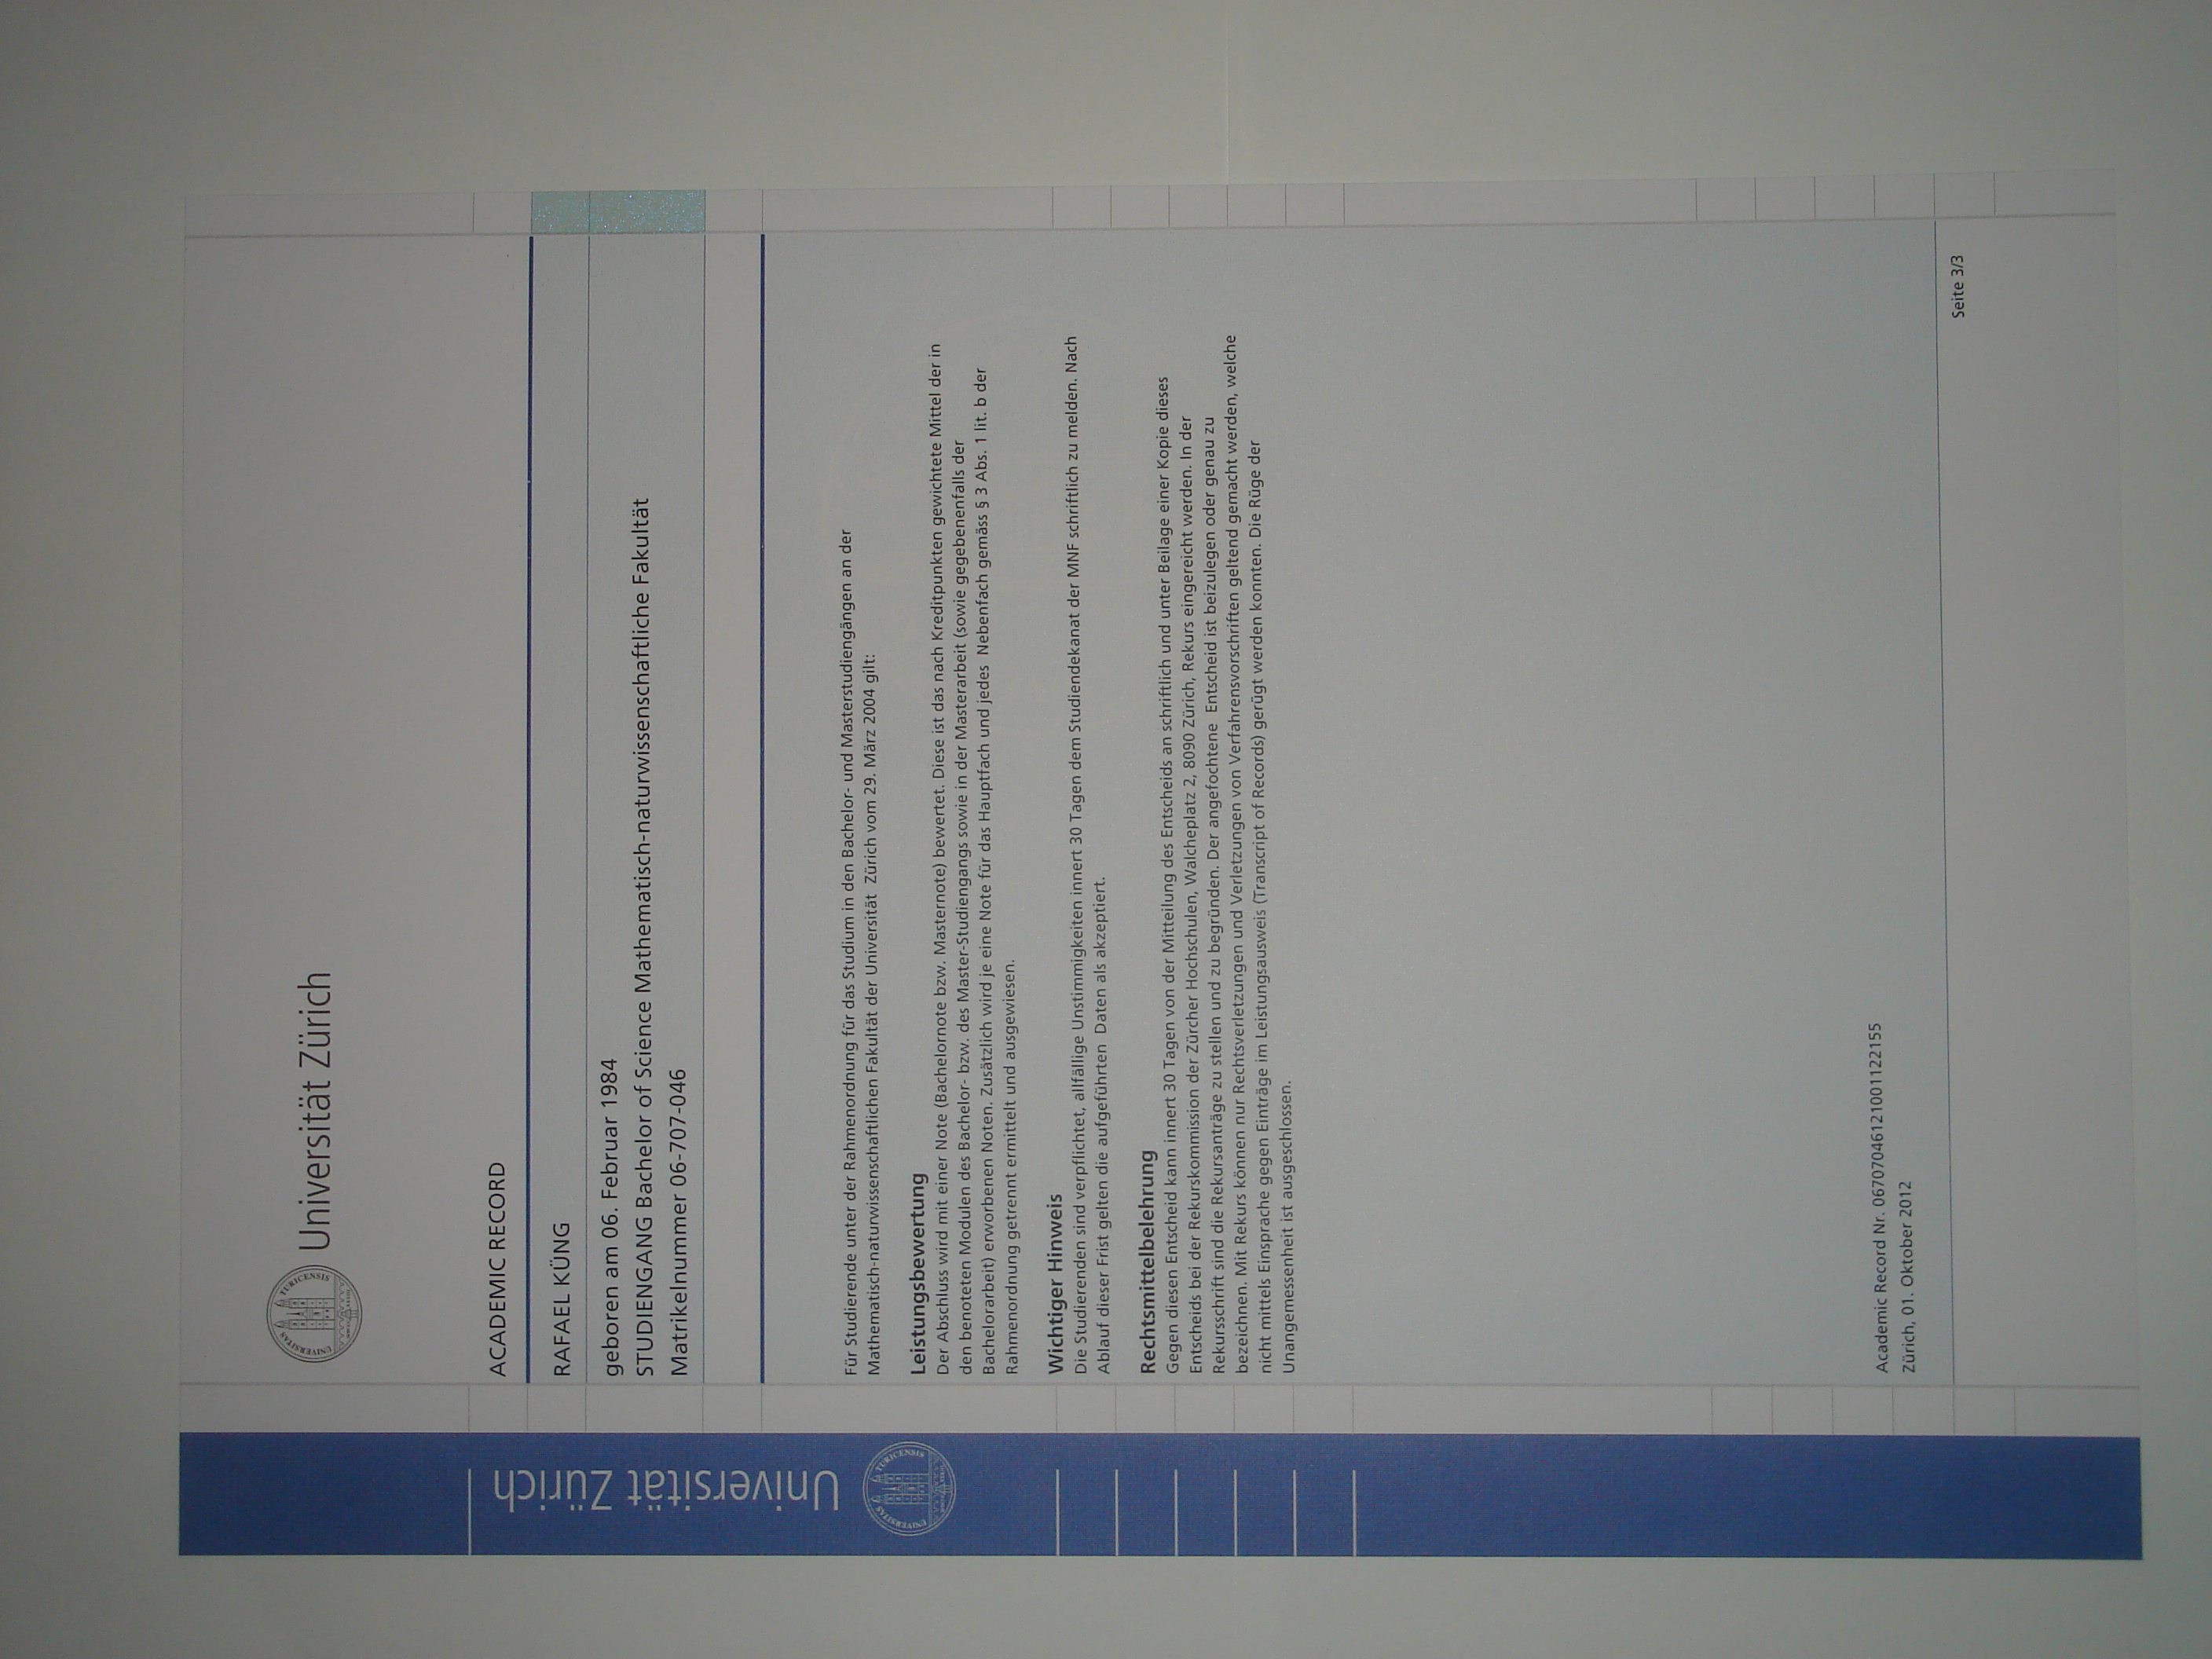 Universität Zürich
ACADEMIC RECORD
RAFAEL KÜNG
geboren am 06. Februar 1984
STUDIENGANG Bachelor of Science Mathematisch-naturwissenschaftliche Fakultät
Matrikelnummer 06-707-046
Für Studierende unter der Rahmenordnung für das Studium in den Bachelor- und Masterstudiengängen an der
Mathematisch-naturwissenschaftlichen Fakultät der Universität Zürich vom 29. März 2004 gilt:
Leistungsbewertung
Der Abschluss wird mit einer Note (Bachelornote bzw. Masternote) bewertet. Diese ist das nach Kreditpunkten gewichtete Mittel der in
den benoteten Modulen des Bachelor- bzw. des Master-Studiengangs sowie in der Masterarbeit (sowie gegebenenfalls der
Bachelorarbeit) erworbenen Noten. Zusätzlich wird je eine Note für das Hauptfach und jedes Nebenfach gemäss § 3 Abs. 1 lit. b der
Rahmenordnung getrennt ermittelt und ausgewiesen.
Wichtiger Hinweis
Die Studierenden sind verpflichtet, allfällige Unstimmigkeiten innert 30 Tagen dem Studiendekanat der MNF schriftlich zu melden. Nach
Ablauf dieser Frist gelten die aufgeführten Daten als akzeptiert.
Rechtsmittelbelehrung
Gegen diesen Entscheid kann innert 30 Tagen von der Mitteilung des Entscheids an schriftlich und unter Beilage einer Kopie dieses
Entscheids bei der Rekurskommission der Zürcher Hochschulen, Walcheplatz 2, 8090 Zürich, Rekurs eingereicht werden. In der
Rekursschrift sind die Rekursanträge zu stellen und zu begründen. Der angefochtene Entscheid ist beizulegen oder genau zu
bezeichnen. Mit Rekurs können nur Rechtsverletzungen und Verletzungen von Verfahrensvorschriften geltend gemacht werden, welche
nicht mittels Einsprache gegen Einträge im Leistungsausweis (Transcript of Records) gerügt werden konnten. Die Rüge der
Unangemessenheit ist ausgeschlossen.
Academic Record Nr. 06707046121001122155
Zürich, 01. Oktober 2012
Seite 3/3
Universität Zürich
UNIVERSITAS TURICENSIS